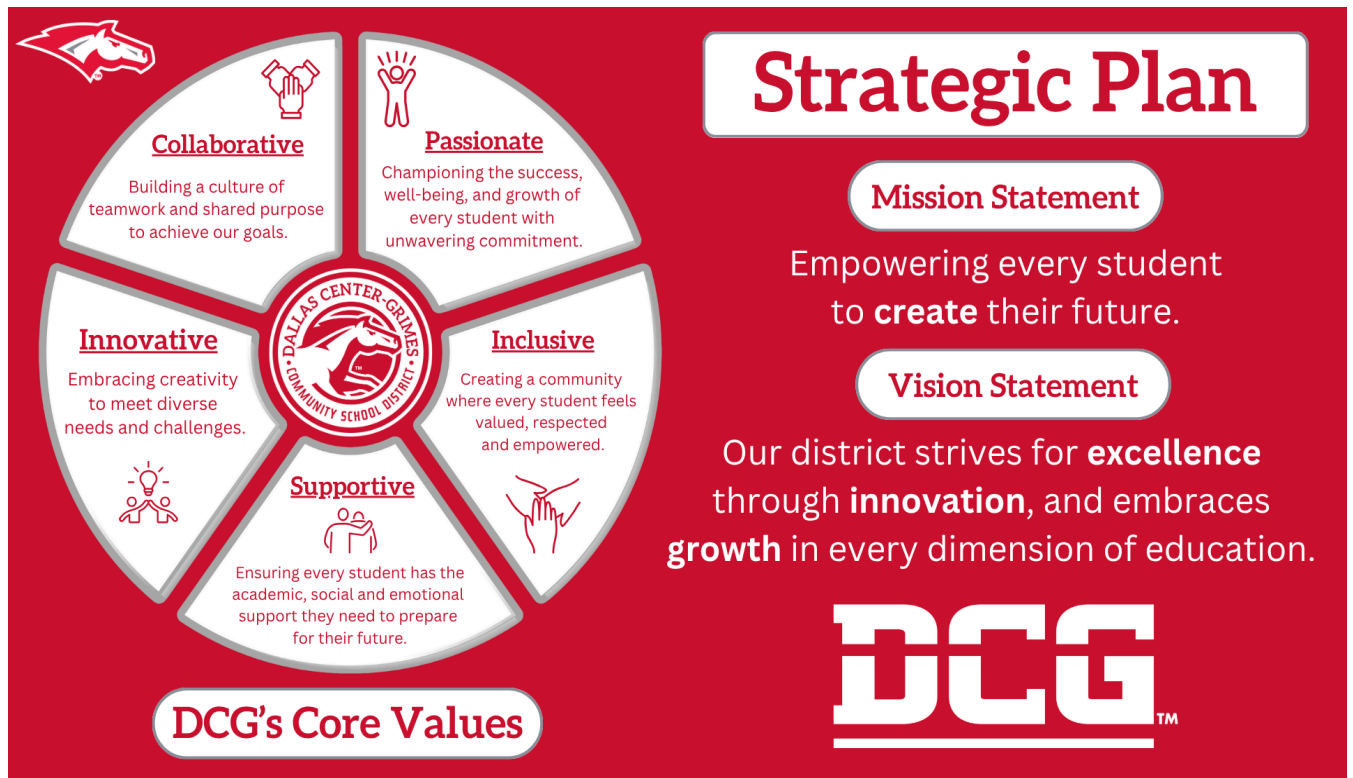 Collaborative
Building a culture of
teamwork and shared purpose
to achieve our goals.
Passionate
Championing the success,
well-being, and growth of
every student with
unwavering commitment.
Innovative
Embracing creativity
to meet diverse
needs and challenges.
DALLAS CENTER-GRIMES
• COMMUNITY SCHOOL DISTRICT •
TM
Inclusive
Creating a community
where every student feels
valued, respected
and empowered.
Supportive
Ensuring every student has the
academic, social and emotional
support they need to prepare
for their future.
DCG's Core Values
Strategic Plan
Mission Statement
Empowering every student
to create their future.
Vision Statement
Our district strives for excellence
through innovation, and embraces
growth in every dimension of education.
DCG TM